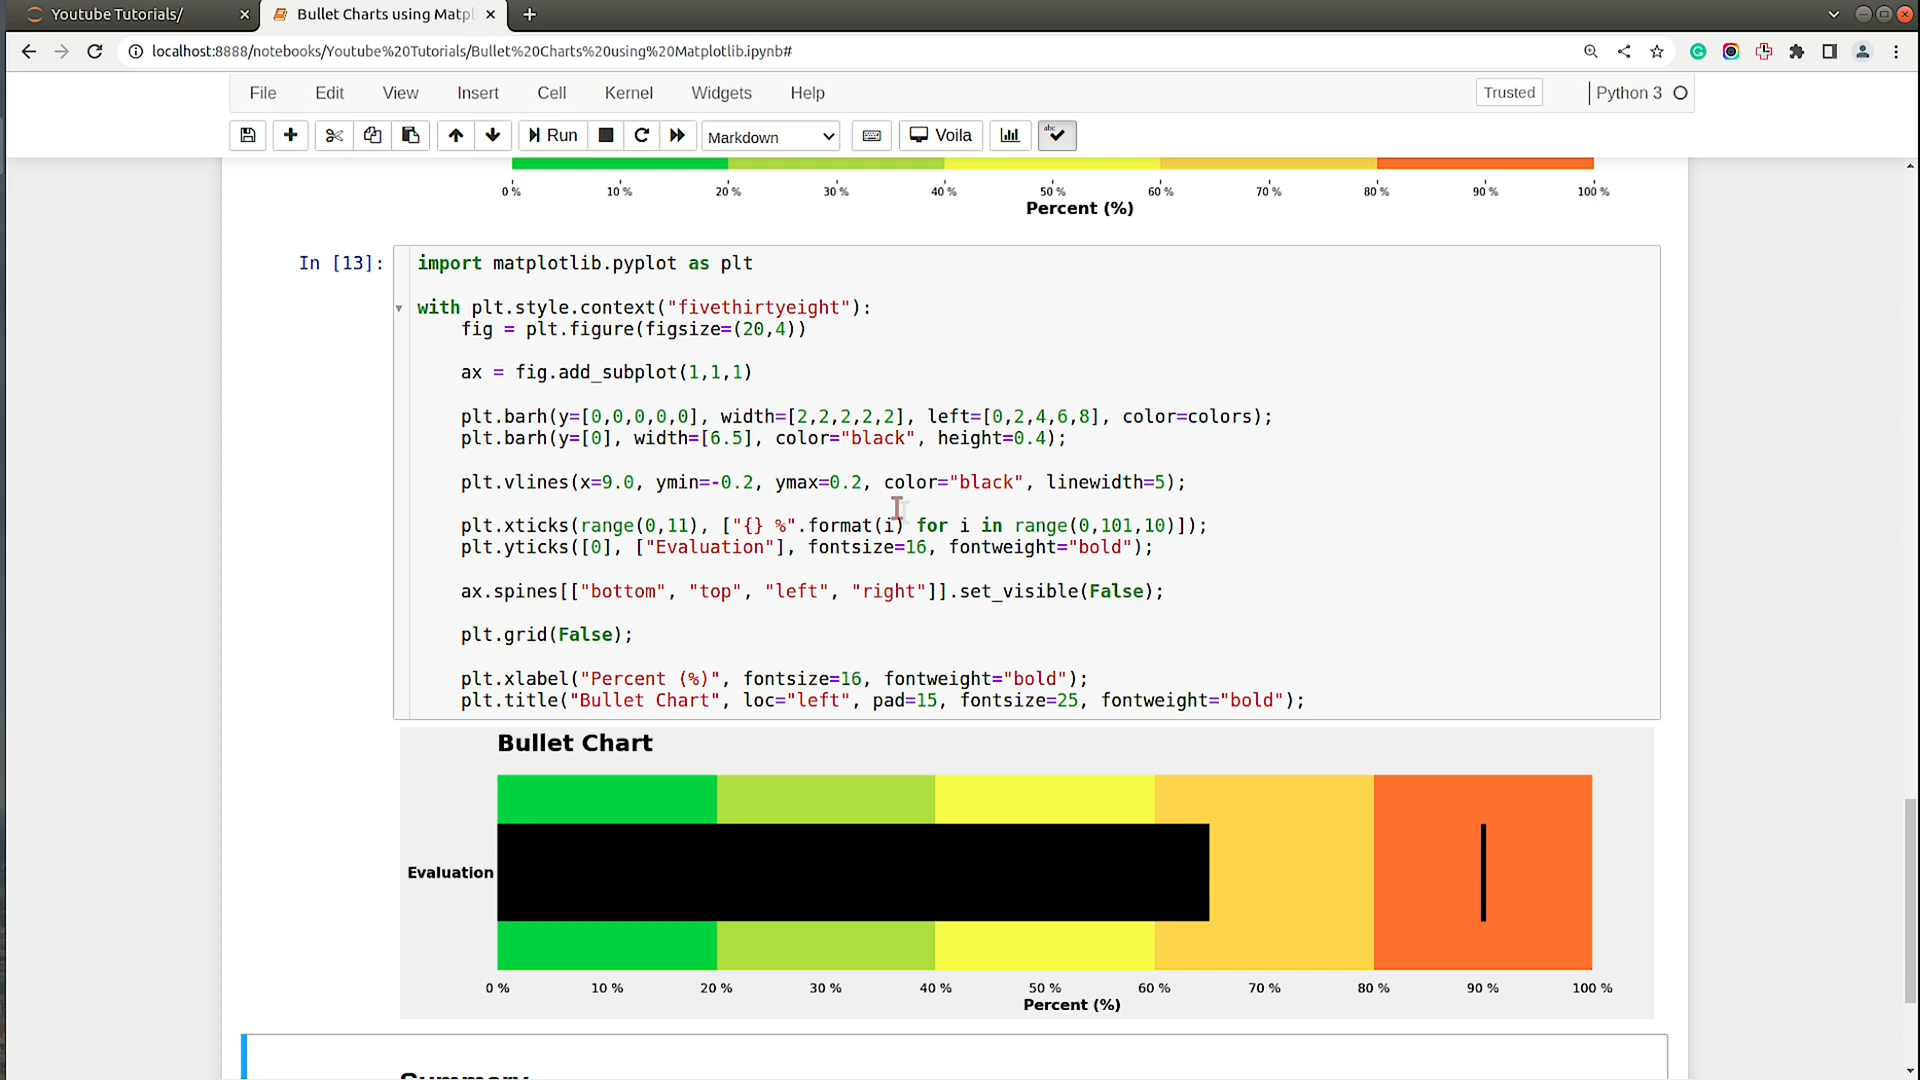 Youtube Tutorials/
Bullet Charts using Matpl
localhost:8888/notebooks/Youtube%20Tutorials/Bullet%20Charts%20using%20Matplotlib.ipynb#
File Edit View Insert Cell Kernel Widgets Help
Trusted
Python 3
Run
Markdown
Voila
abc
0 % 10 % 20 % 30 % 40 % 50 % 60 % 70 % 80 % 90 % 100 %
Percent (%)
In [13]:
import matplotlib.pyplot as plt
with plt.style.context("fivethirtyeight"):
fig = plt.figure(figsize=(20,4))
ax = fig.add_subplot(1,1,1)
plt.barh(y=[0,0,0,0,0], width=[2,2,2,2,2], left=[0,2,4,6,8], color=colors);
plt.barh(y=[0], width=[6.5], color="black", height=0.4);
plt.vlines(x=9.0, ymin=-0.2, ymax=0.2, color="black", linewidth=5);
plt.xticks(range(0,11), ["{} %".format(i) for i in range(0,101,10)]);
plt.yticks([0], ["Evaluation"], fontsize=16, fontweight="bold");
ax.spines[["bottom", "top", "left", "right"]].set_visible(False);
plt.grid(False);
plt.xlabel("Percent (%)", fontsize=16, fontweight="bold");
plt.title("Bullet Chart", loc="left", pad=15, fontsize=25, fontweight="bold");
Bullet Chart
Evaluation
0 % 10 % 20 % 30 % 40 % 50 % 60 % 70 % 80 % 90 % 100 %
Percent (%)
Summary